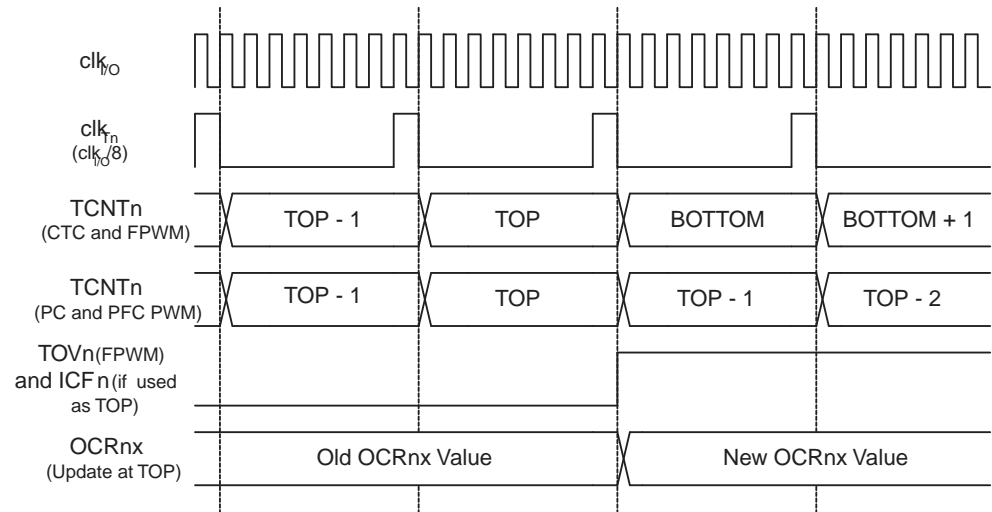 clkI/O
clkTn
(clkI/O/8)
TCNTn
(CTC and FPWM)
TOP - 1
TOP
BOTTOM
BOTTOM + 1
TCNTn
(PC and PFC PWM)
TOP - 1
TOP
TOP - 1
TOP - 2
TOVn (FPWM)
and ICFn (if used
as TOP)
OCRnx
(Update at TOP)
Old OCRnx Value
New OCRnx Value